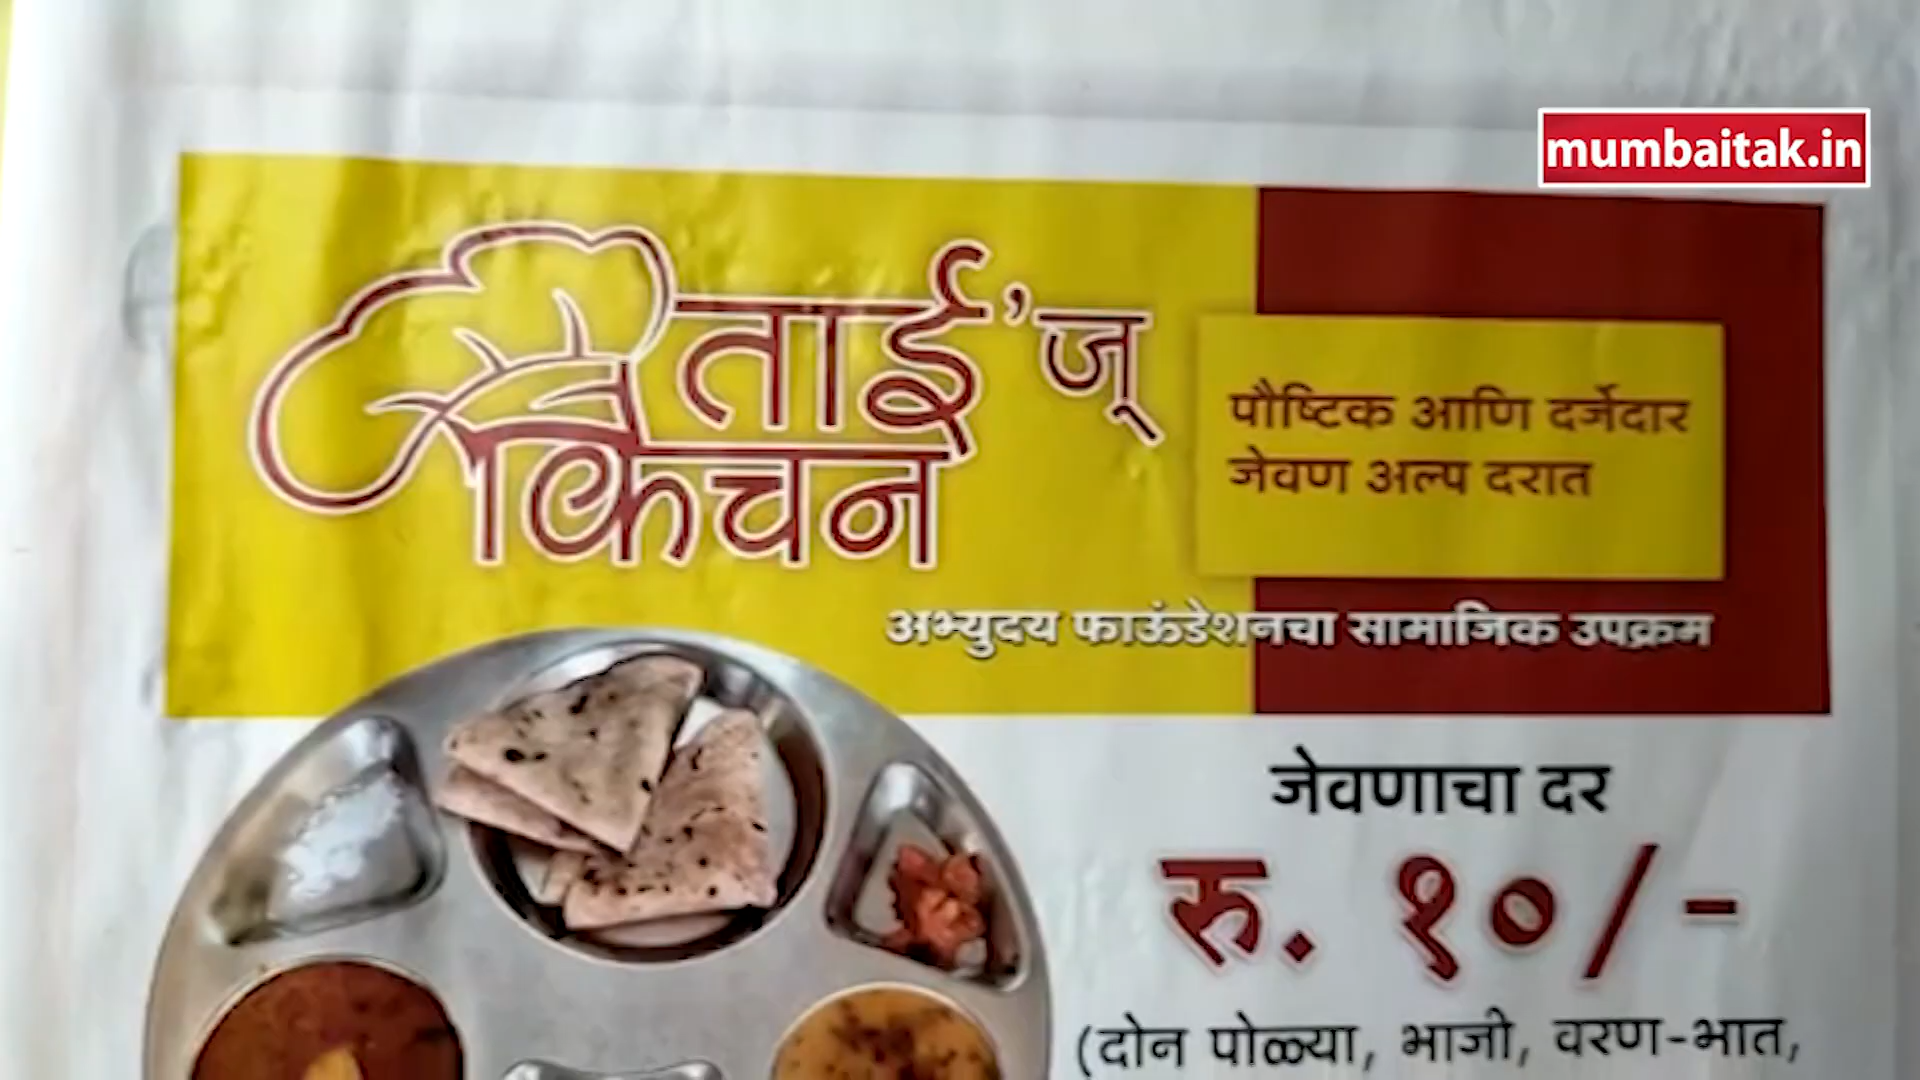 mumbaitak.in
ताई'ज्
किचन
पौष्टिक आणि दर्जेदार
जेवण अल्प दरात
अभ्युदय फाऊंडेशनचा सामाजिक उपक्रम
जेवणाचा दर
रु. १०/-
(दोन पोळ्या, भाजी, वरण-भात,